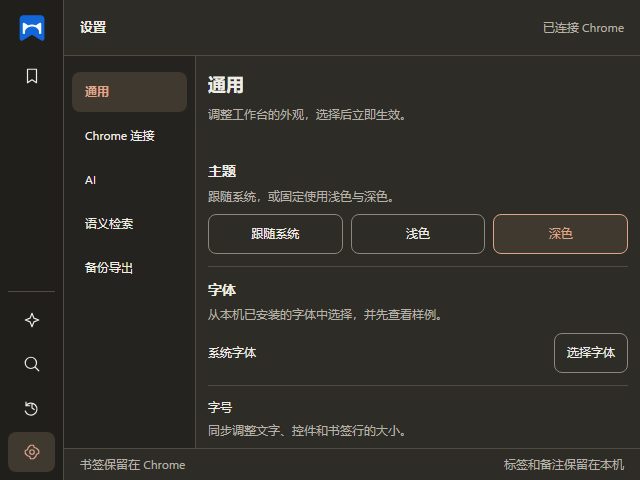 设置
已连接 Chrome
通用
Chrome 连接
AI
语义检索
备份导出
通用
调整工作台的外观，选择后立即生效。
主题
跟随系统，或固定使用浅色与深色。
跟随系统
浅色
深色
字体
从本机已安装的字体中选择，并先查看样例。
系统字体
选择字体
字号
同步调整文字、控件和书签行的大小。
书签保留在 Chrome
标签和备注保留在本机